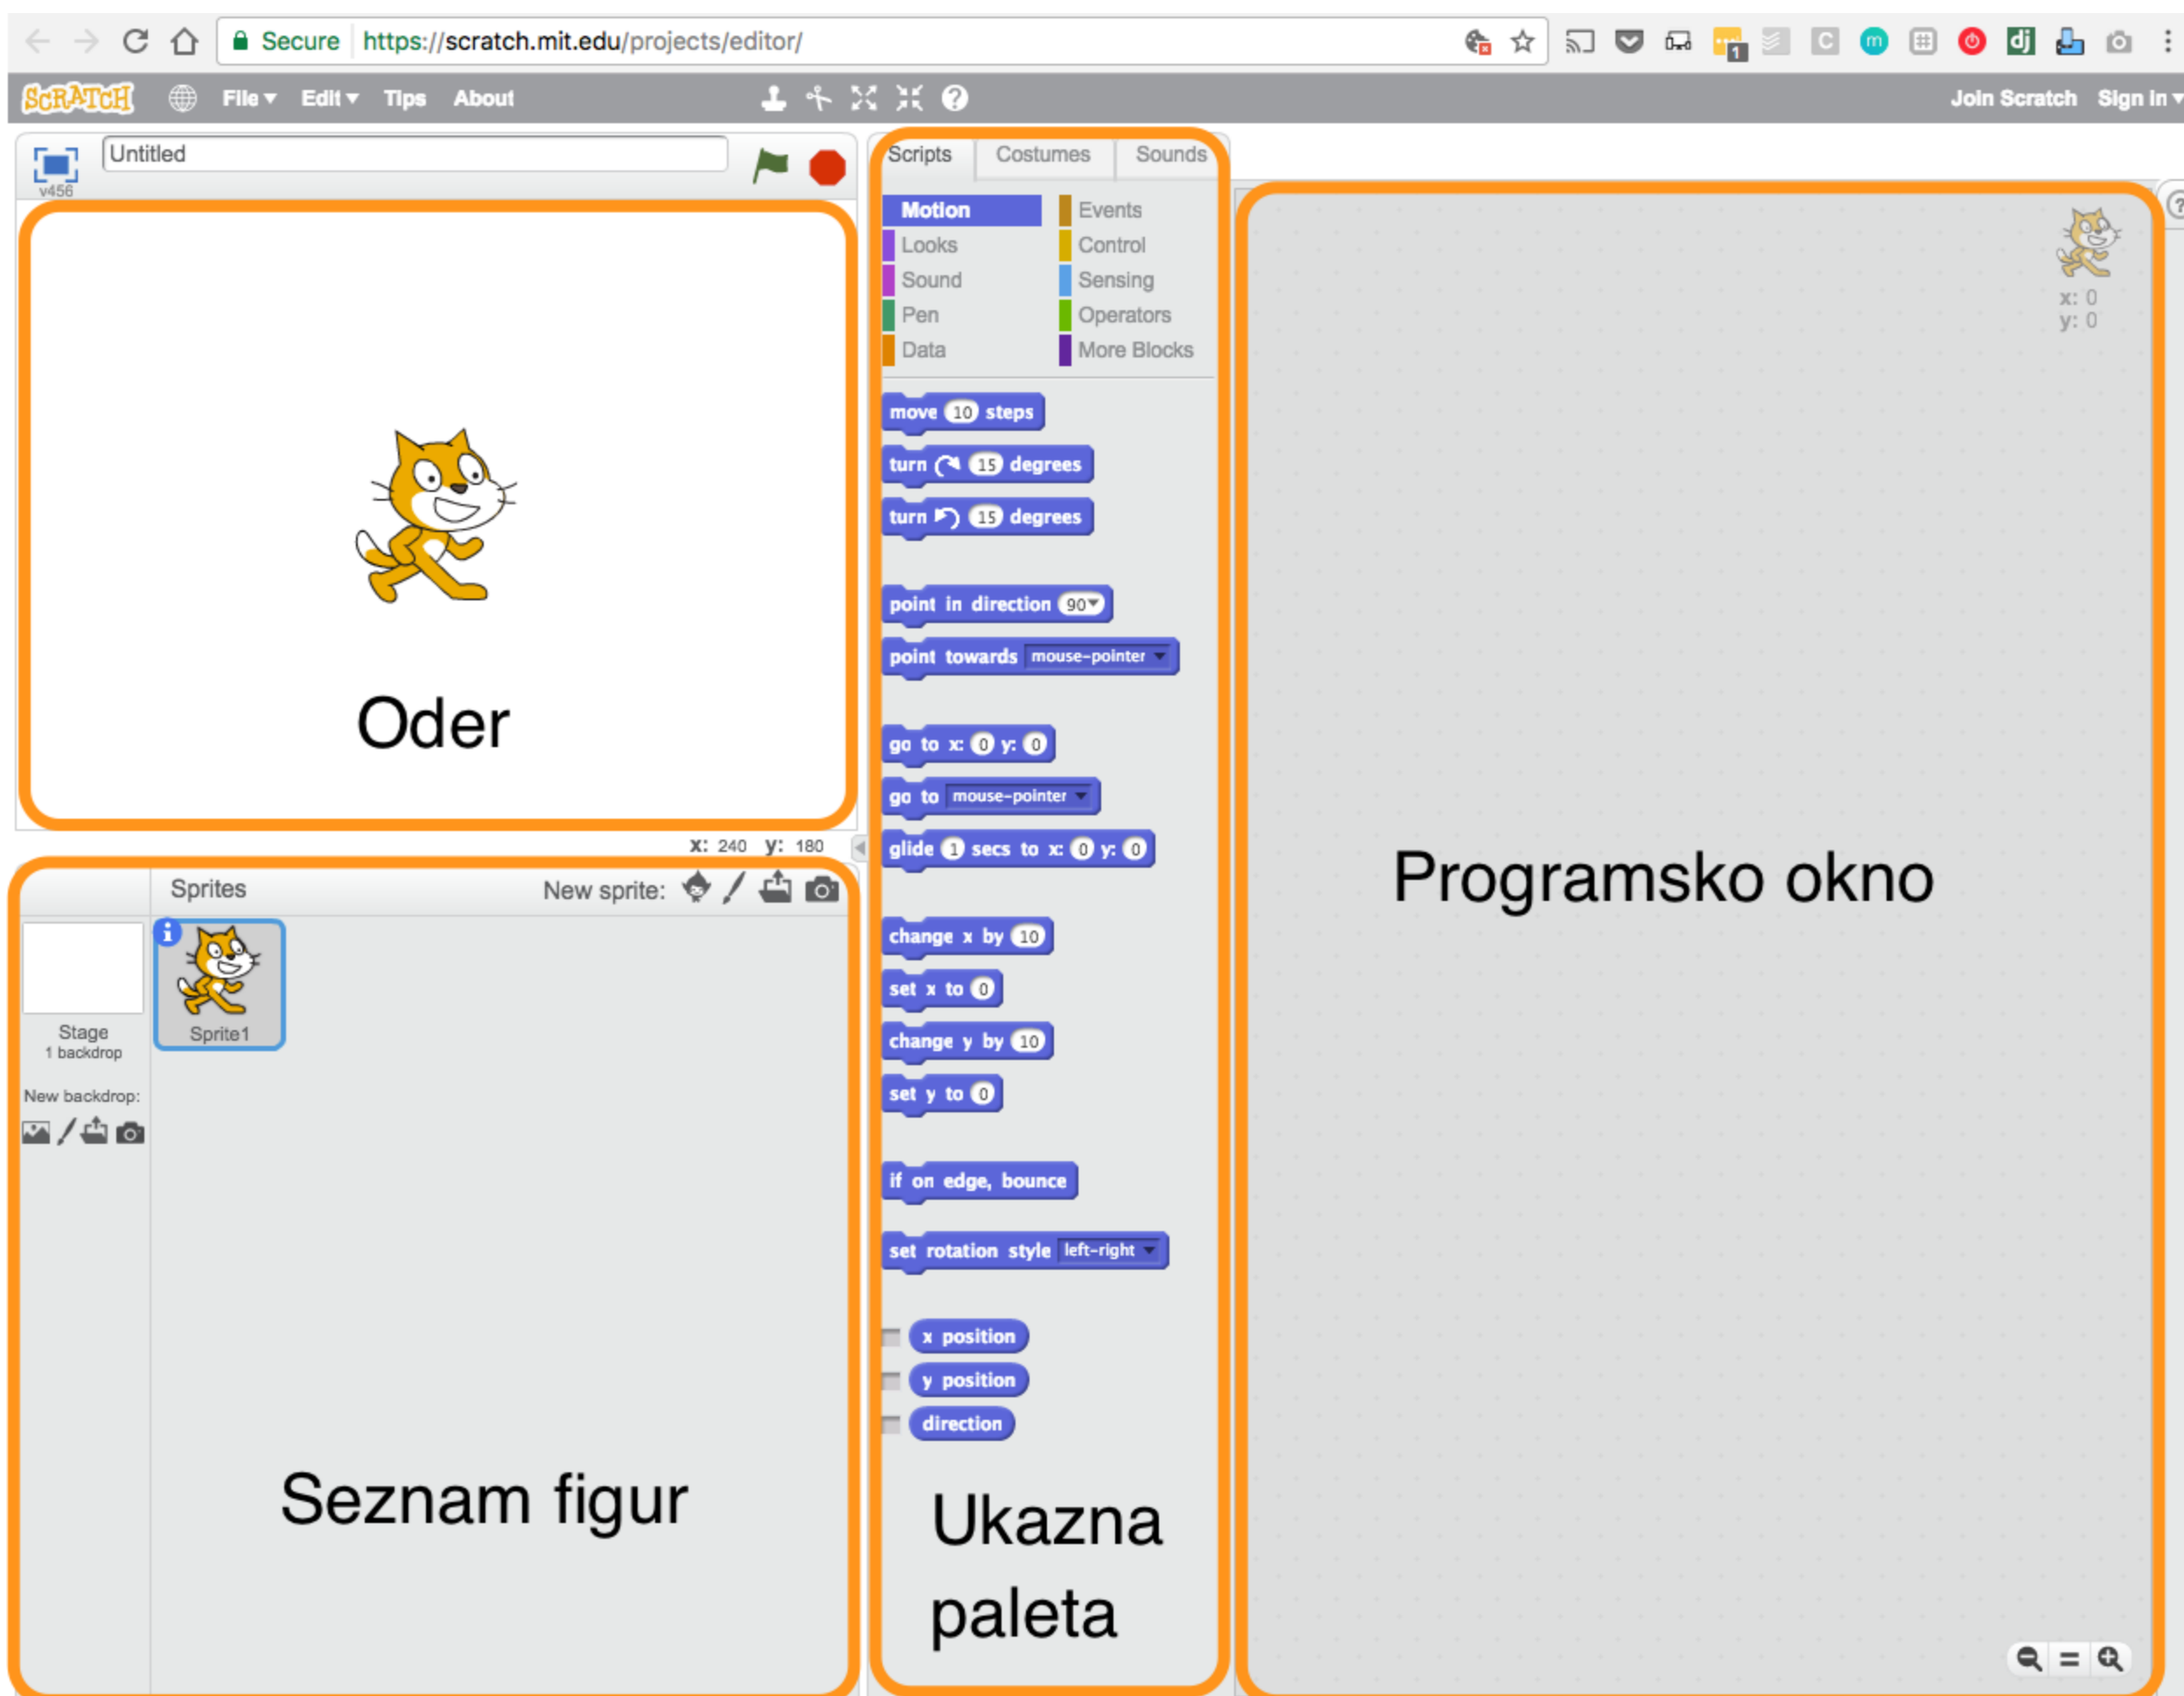 Secure https://scratch.mit.edu/projects/editor/
1
C m # dj
SCRATCH File Edit Tips About Join Scratch Sign in
v456 Untitled
Oder
x: 240 y: 180
Sprites New sprite:
Sprite1
Stage
1 backdrop
New backdrop:
Seznam figur
Scripts Costumes Sounds
Motion Events
Looks Control
Sound Sensing
Pen Operators
Data More Blocks
move 10 steps
turn 15 degrees
turn 15 degrees
point in direction 90
point towards mouse-pointer
go to x: 0 y: 0
go to mouse-pointer
glide 1 secs to x: 0 y: 0
change x by 10
set x to 0
change y by 10
set y to 0
if on edge, bounce
set rotation style left-right
x position
y position
direction
Ukazna
paleta
x: 0
y: 0
Programsko okno